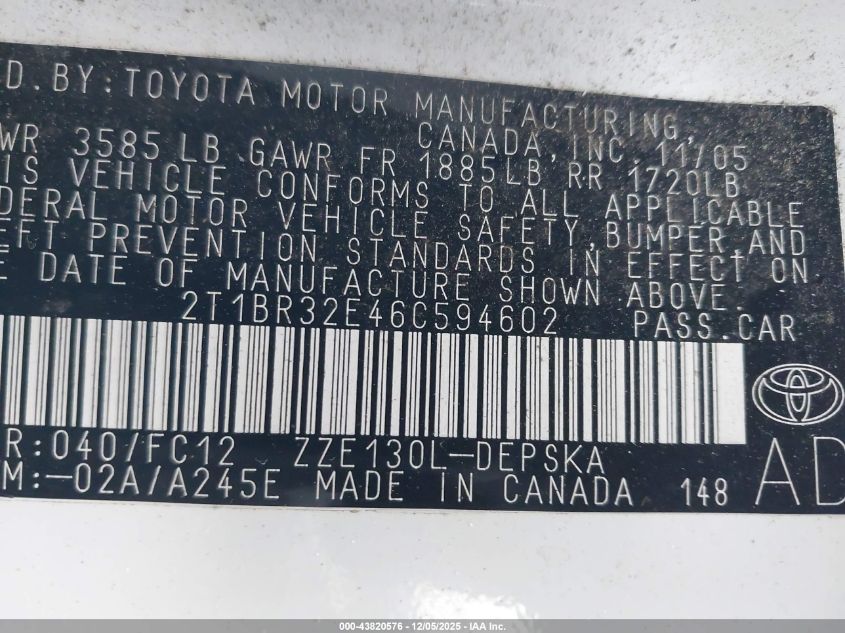 D. BY: TOYOTA MOTOR MANUFACTURING,
CANADA, INC. 11/05
WR 3585 LB GAWR FR 1885LB RR 1720LB
IS VEHICLE CONFORMS TO ALL APPLICABLE
DERAL MOTOR VEHICLE SAFETY, BUMPER AND
EFT PREVENTION STANDARDS IN EFFECT ON
E DATE OF MANUFACTURE SHOWN ABOVE.
2T1BR32E46C594602 PASS.CAR
R:040/FC12 ZZE130L-DEPSKA
M:-02A/A245E MADE IN CANADA 148 AD
000-43820576 - 12/05/2025 - IAA Inc.